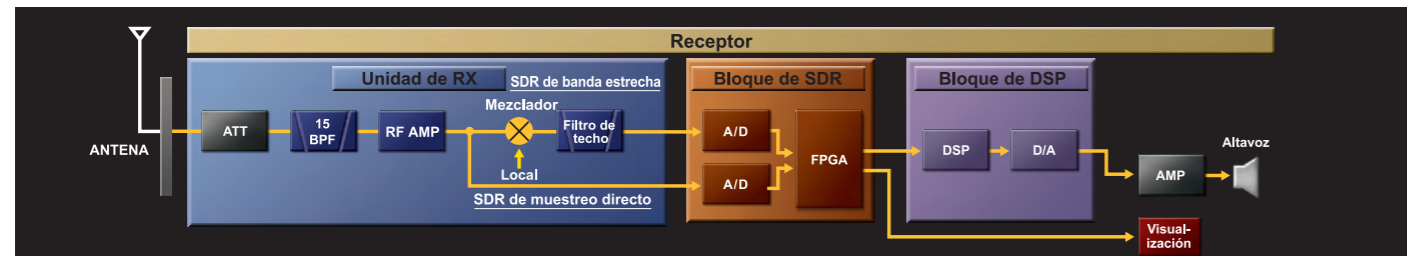 Receptor
Unidad de RX
SDR de banda estrecha
Bloque de SDR
Bloque de DSP
Mezclador
ANTENA
ATT
15
BPF
RF AMP
Filtro de
techo
Local
SDR de muestreo directo
A/D
A/D
FPGA
DSP
D/A
AMP
Altavoz
Visual-
ización